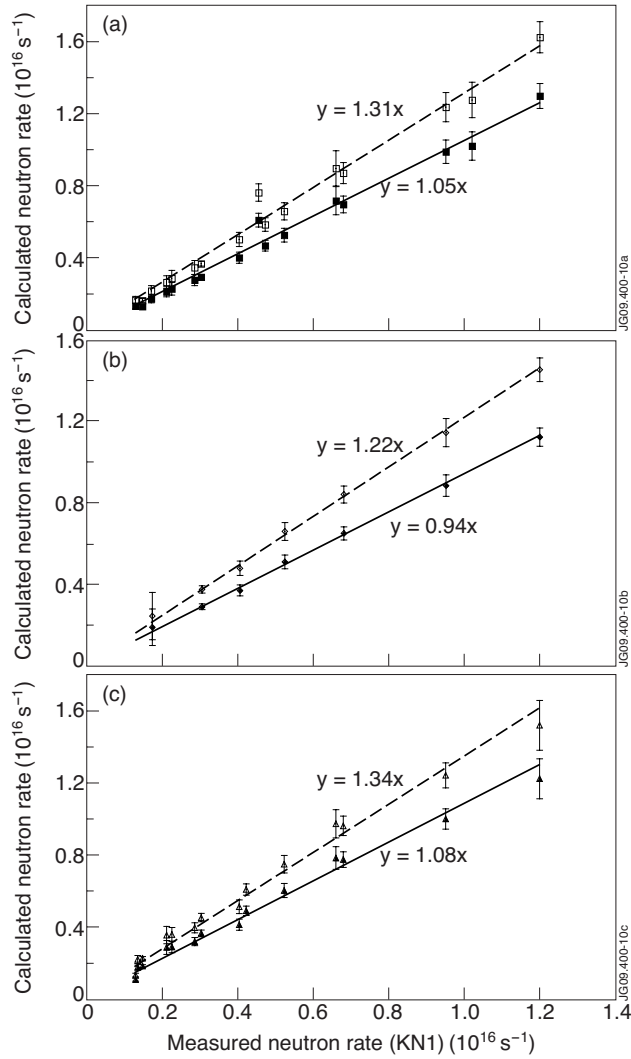 (a)
Calculated neutron rate (10¹⁶ s⁻¹)
1.6
1.2
0.8
0.4
0
y = 1.31x
y = 1.05x
JG09.400-10a
(b)
Calculated neutron rate (10¹⁶ s⁻¹)
1.6
1.2
0.8
0.4
0
y = 1.22x
y = 0.94x
JG09.400-10b
(c)
Calculated neutron rate (10¹⁶ s⁻¹)
1.6
1.2
0.8
0.4
0
y = 1.34x
y = 1.08x
JG09.400-10c
0 0.2 0.4 0.6 0.8 1.0 1.2 1.4
Measured neutron rate (KN1) (10¹⁶ s⁻¹)